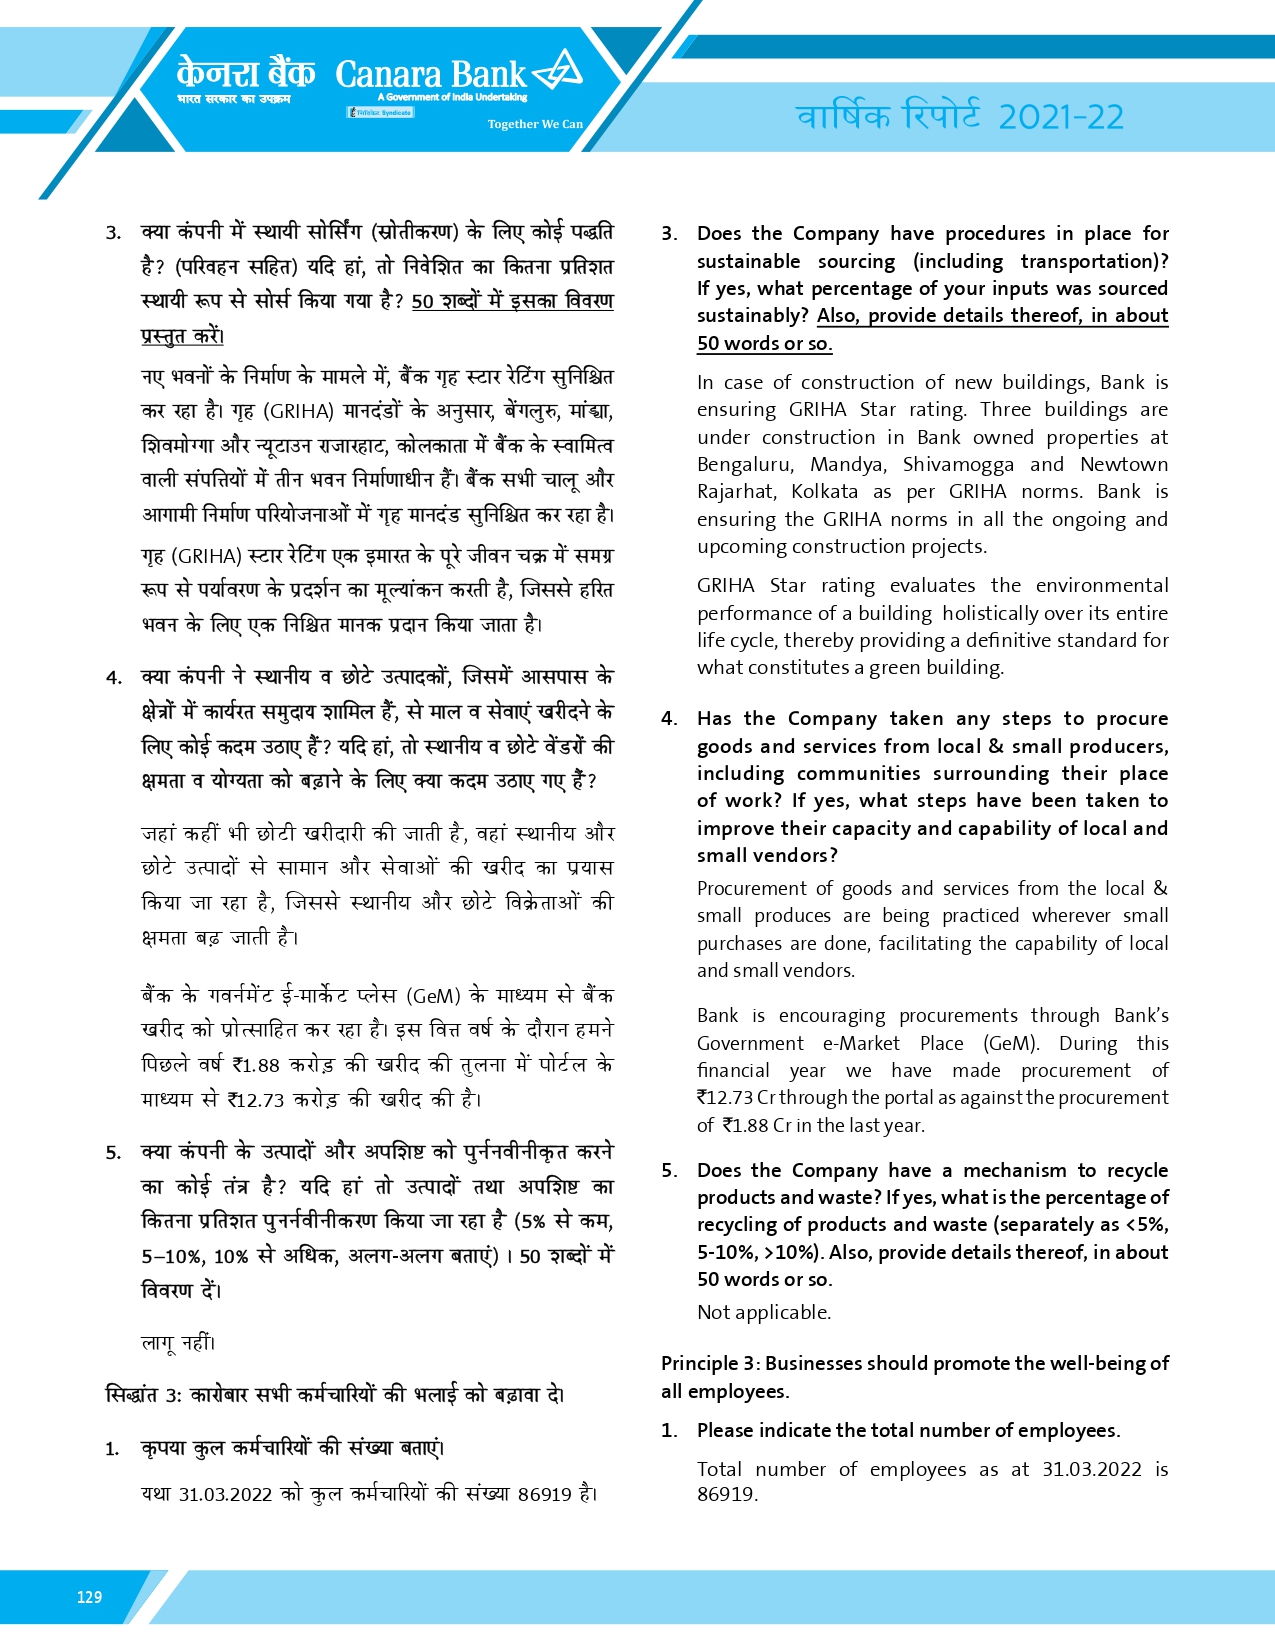 केनरा बैंक Canara Bank
भारत सरकार का उपक्रम A Government of India Undertaking
सिंडिकेट Syndicate
Together We Can
वार्षिक रिपोर्ट 2021-22
3. क्या कंपनी में स्थायी सोर्सिंग (स्रोतीकरण) के लिए कोई पद्धति
है? (परिवहन सहित) यदि हां, तो निवेशित का कितना प्रतिशत
स्थायी रूप से सोर्स किया गया है? 50 शब्दों में इसका विवरण
प्रस्तुत करें।
नए भवनों के निर्माण के मामले में, बैंक गृह स्टार रेटिंग सुनिश्चित
कर रहा है। गृह (GRIHA) मानदंडों के अनुसार, बेंगलुरु, मांड्या,
शिवमोग्गा और न्यूटाउन राजारहाट, कोलकाता में बैंक के स्वामित्व
वाली संपत्तियों में तीन भवन निर्माणाधीन हैं। बैंक सभी चालू और
आगामी निर्माण परियोजनाओं में गृह मानदंड सुनिश्चित कर रहा है।
गृह (GRIHA) स्टार रेटिंग एक इमारत के पूरे जीवन चक्र में समग्र
रूप से पर्यावरण के प्रदर्शन का मूल्यांकन करती है, जिससे हरित
भवन के लिए एक निश्चित मानक प्रदान किया जाता है।
4. क्या कंपनी ने स्थानीय व छोटे उत्पादकों, जिसमें आसपास के
क्षेत्रों में कार्यरत समुदाय शामिल हैं, से माल व सेवाएं खरीदने के
लिए कोई कदम उठाए हैं? यदि हां, तो स्थानीय व छोटे वेंडरों की
क्षमता व योग्यता को बढ़ाने के लिए क्या कदम उठाए गए हैं?
जहां कहीं भी छोटी खरीदारी की जाती है, वहां स्थानीय और
छोटे उत्पादों से सामान और सेवाओं की खरीद का प्रयास
किया जा रहा है, जिससे स्थानीय और छोटे विक्रेताओं की
क्षमता बढ़ जाती है।
बैंक के गवर्नमेंट ई-मार्केट प्लेस (GeM) के माध्यम से बैंक
खरीद को प्रोत्साहित कर रहा है। इस वित्त वर्ष के दौरान हमने
पिछले वर्ष ₹1.88 करोड़ की खरीद की तुलना में पोर्टल के
माध्यम से ₹12.73 करोड़ की खरीद की है।
5. क्या कंपनी के उत्पादों और अपशिष्ट को पुर्ननवीनीकृत करने
का कोई तंत्र है? यदि हां तो उत्पादों तथा अपशिष्ट का
कितना प्रतिशत पुनर्नवीनीकरण किया जा रहा है (5% से कम,
5–10%, 10% से अधिक, अलग-अलग बताएं) । 50 शब्दों में
विवरण दें।
लागू नहीं।
सिद्धांत 3: कारोबार सभी कर्मचारियों की भलाई को बढ़ावा दे।
1. कृपया कुल कर्मचारियों की संख्या बताएं।
यथा 31.03.2022 को कुल कर्मचारियों की संख्या 86919 है।
3. Does the Company have procedures in place for
sustainable sourcing (including transportation)?
If yes, what percentage of your inputs was sourced
sustainably? Also, provide details thereof, in about
50 words or so.
In case of construction of new buildings, Bank is
ensuring GRIHA Star rating. Three buildings are
under construction in Bank owned properties at
Bengaluru, Mandya, Shivamogga and Newtown
Rajarhat, Kolkata as per GRIHA norms. Bank is
ensuring the GRIHA norms in all the ongoing and
upcoming construction projects.
GRIHA Star rating evaluates the environmental
performance of a building holistically over its entire
life cycle, thereby providing a definitive standard for
what constitutes a green building.
4. Has the Company taken any steps to procure
goods and services from local & small producers,
including communities surrounding their place
of work? If yes, what steps have been taken to
improve their capacity and capability of local and
small vendors?
Procurement of goods and services from the local &
small produces are being practiced wherever small
purchases are done, facilitating the capability of local
and small vendors.
Bank is encouraging procurements through Bank’s
Government e-Market Place (GeM). During this
financial year we have made procurement of
₹12.73 Cr through the portal as against the procurement
of ₹1.88 Cr in the last year.
5. Does the Company have a mechanism to recycle
products and waste? If yes, what is the percentage of
recycling of products and waste (separately as <5%,
5-10%, >10%). Also, provide details thereof, in about
50 words or so.
Not applicable.
Principle 3: Businesses should promote the well-being of
all employees.
1. Please indicate the total number of employees.
Total number of employees as at 31.03.2022 is
86919.
129